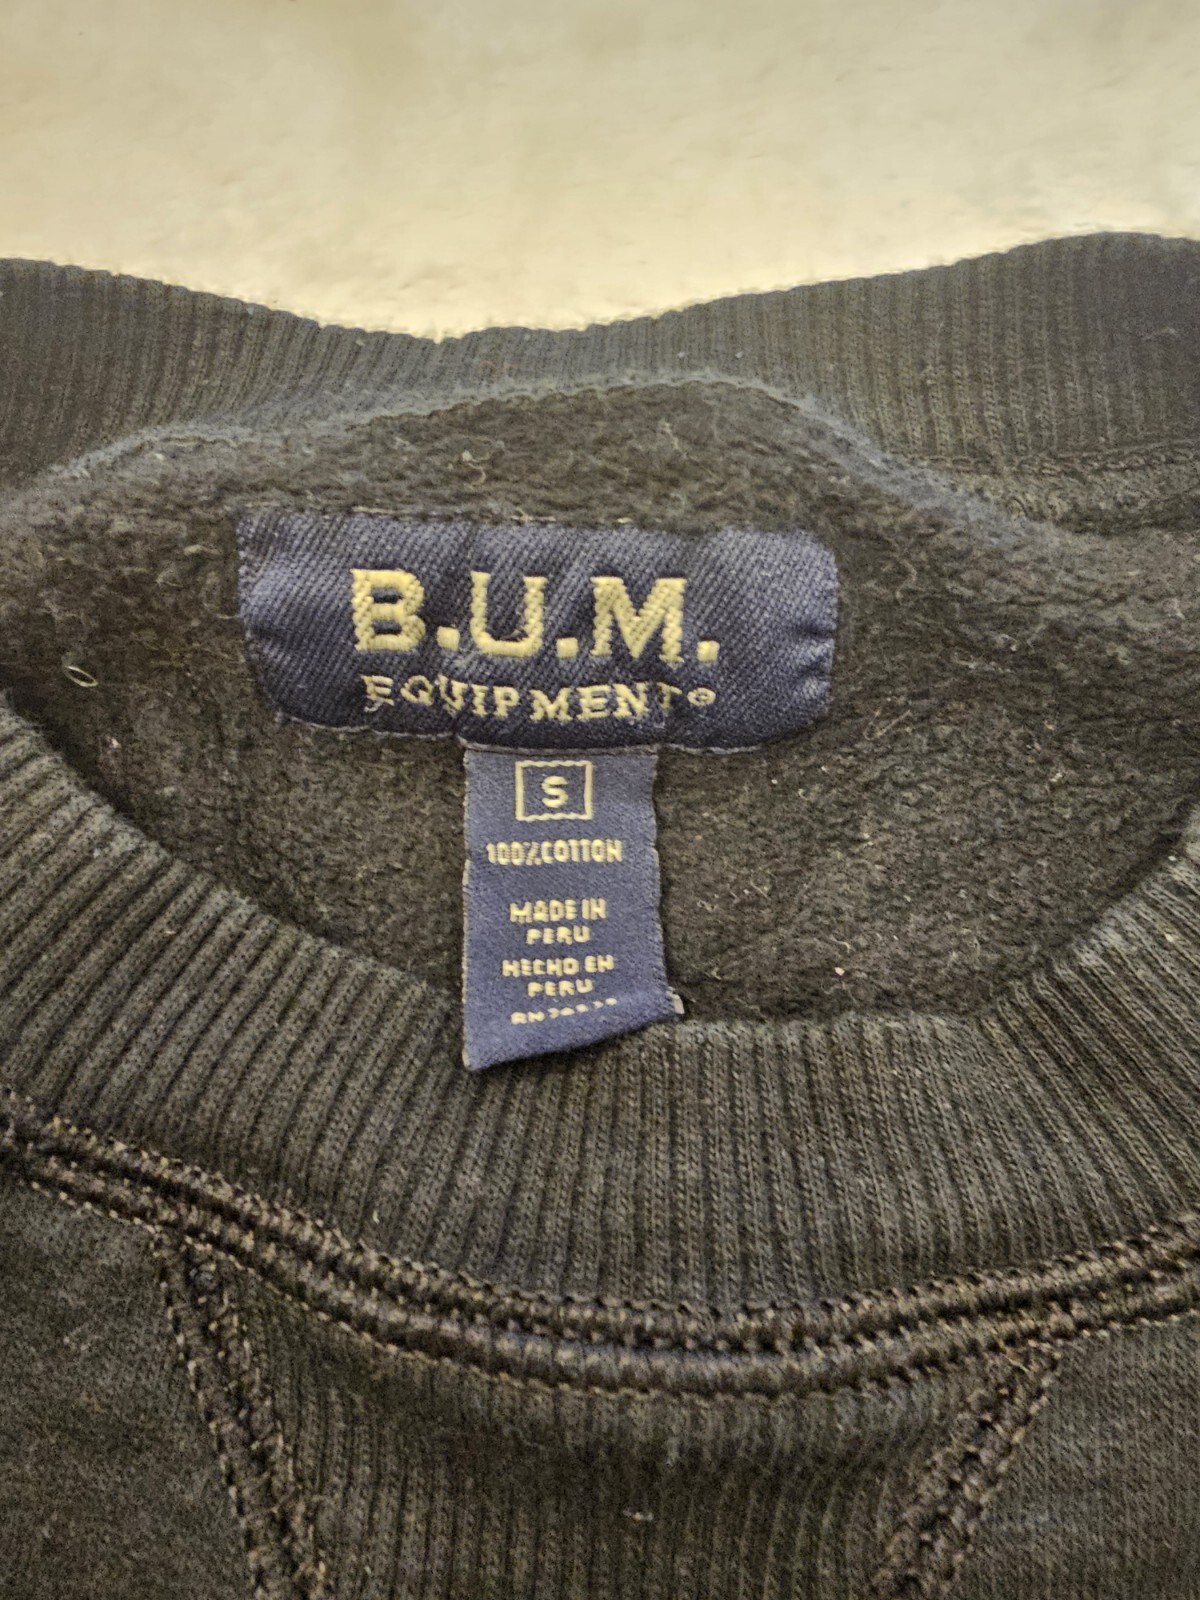 B.U.M.
EQUIPMENT®
S
100%COTTON
MADE IN
PERU
HECHO EN
PERU